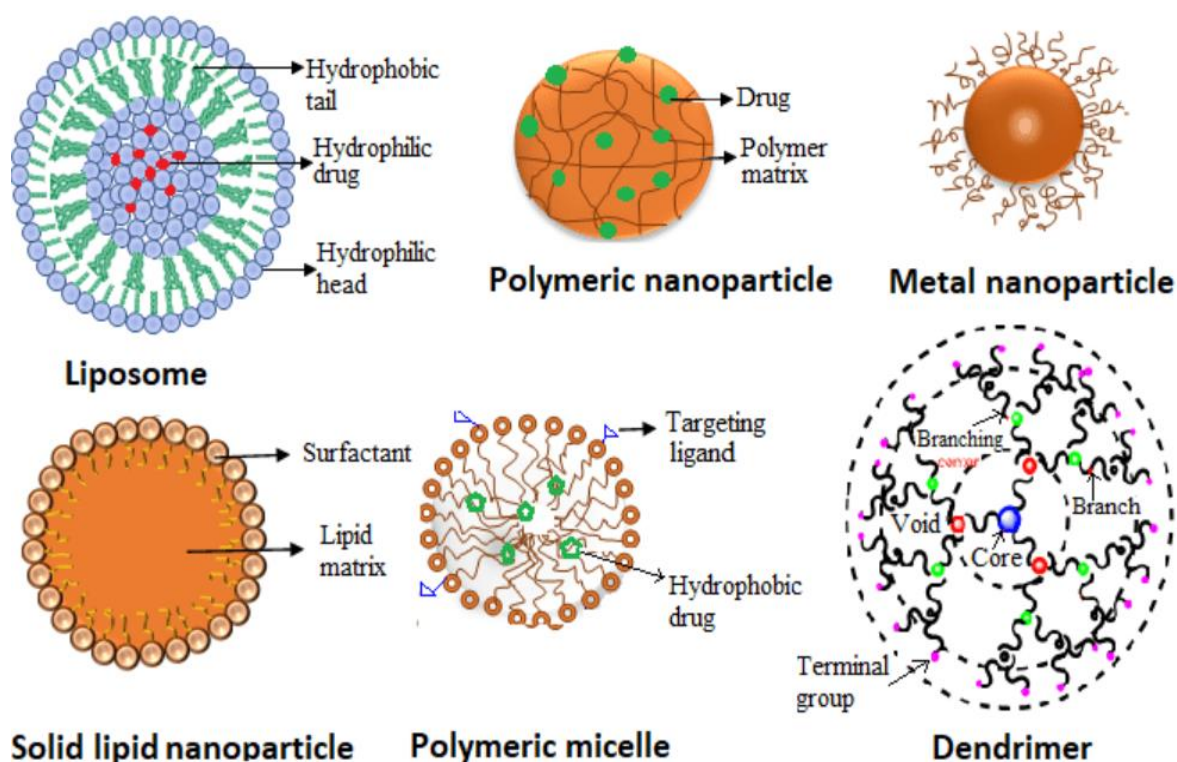 Hydrophobic
tail
Hydrophilic
drug
Hydrophilic
head
Liposome
Drug
Polymer
matrix
Polymeric nanoparticle
Metal nanoparticle
Surfactant
Lipid
matrix
Solid lipid nanoparticle
Targeting
ligand
Hydrophobic
drug
Polymeric micelle
Branching
Branch
Void
Core
Terminal
group
Dendrimer